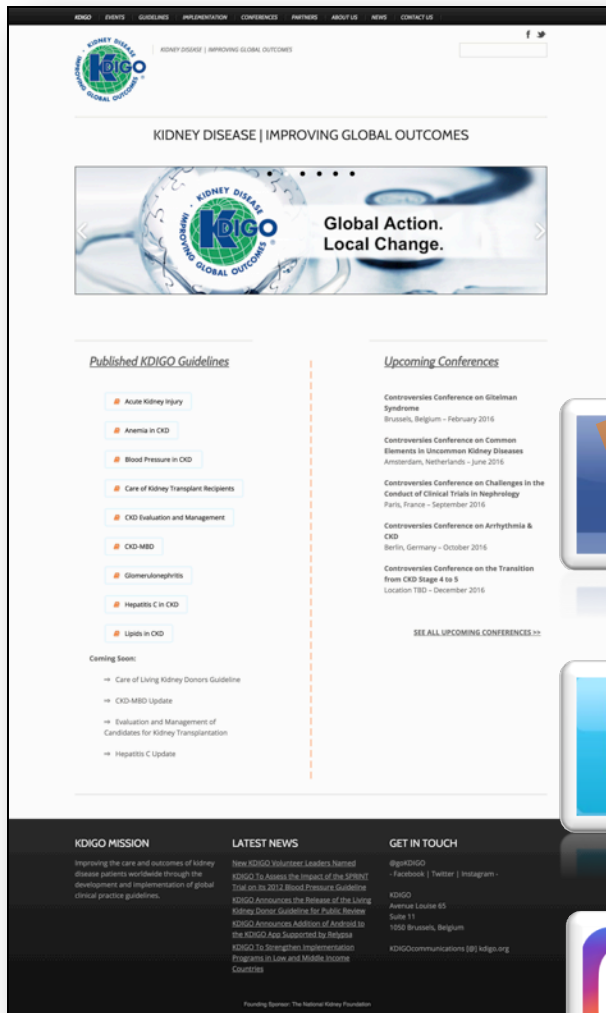 KDIGO EVENTS GUIDELINES IMPLEMENTATION CONFERENCES PARTNERS ABOUT US NEWS CONTACT US
KIDNEY DISEASE
KDIGO
IMPROVING GLOBAL OUTCOMES
KIDNEY DISEASE | IMPROVING GLOBAL OUTCOMES
KIDNEY DISEASE | IMPROVING GLOBAL OUTCOMES
KIDNEY DISEASE
KDIGO
IMPROVING GLOBAL OUTCOMES
Global Action.
Local Change.
Published KDIGO Guidelines
Acute Kidney Injury
Anemia in CKD
Blood Pressure in CKD
Care of Kidney Transplant Recipients
CKD Evaluation and Management
CKD-MBD
Glomerulonephritis
Hepatitis C in CKD
Lipids in CKD
Coming Soon:
⇒ Care of Living Kidney Donors Guideline
⇒ CKD-MBD Update
⇒ Evaluation and Management of
Candidates for Kidney Transplantation
⇒ Hepatitis C Update
Upcoming Conferences
Controversies Conference on Gitelman
Syndrome
Brussels, Belgium – February 2016
Controversies Conference on Common
Elements in Uncommon Kidney Diseases
Amsterdam, Netherlands – June 2016
Controversies Conference on Challenges in the
Conduct of Clinical Trials in Nephrology
Paris, France – September 2016
Controversies Conference on Arrhythmia &
CKD
Berlin, Germany – October 2016
Controversies Conference on the Transition
from CKD Stage 4 to 5
Location TBD – December 2016
SEE ALL UPCOMING CONFERENCES >>
KDIGO MISSION
Improving the care and outcomes of kidney
disease patients worldwide through the
development and implementation of global
clinical practice guidelines.
LATEST NEWS
New KDIGO Volunteer Leaders Named
KDIGO To Assess the Impact of the SPRINT
Trial on its 2012 Blood Pressure Guideline
KDIGO Announces the Release of the Living
Kidney Donor Guideline for Public Review
KDIGO Announces Addition of Android to
the KDIGO App Supported by Relypsa
KDIGO To Strengthen Implementation
Programs in Low and Middle Income
Countries
GET IN TOUCH
@goKDIGO
- Facebook | Twitter | Instagram -
KDIGO
Avenue Louise 65
Suite 11
1050 Brussels, Belgium
KDIGOcommunications [@] kdigo.org
Founding Sponsor: The National Kidney Foundation